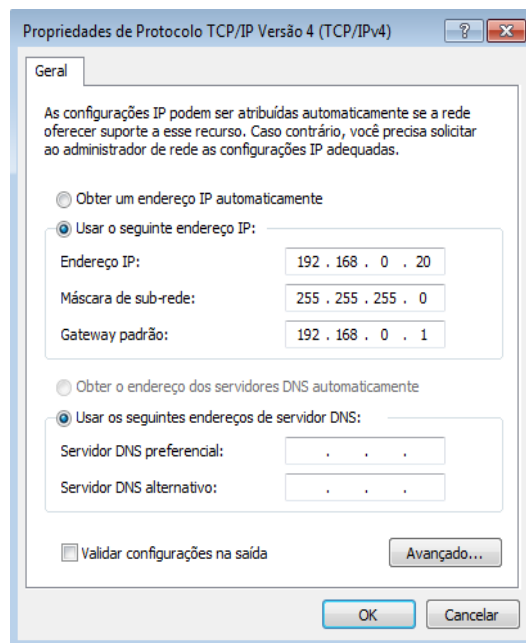 Propriedades de Protocolo TCP/IP Versão 4 (TCP/IPv4)
Geral
As configurações IP podem ser atribuídas automaticamente se a rede
oferecer suporte a esse recurso. Caso contrário, você precisa solicitar
ao administrador de rede as configurações IP adequadas.
Obter um endereço IP automaticamente
Usar o seguinte endereço IP:
Endereço IP: 192 . 168 . 0 . 20
Máscara de sub-rede: 255 . 255 . 255 . 0
Gateway padrão: 192 . 168 . 0 . 1
Obter o endereço dos servidores DNS automaticamente
Usar os seguintes endereços de servidor DNS:
Servidor DNS preferencial: . . .
Servidor DNS alternativo: . . .
Validar configurações na saída
Avançado...
OK
Cancelar